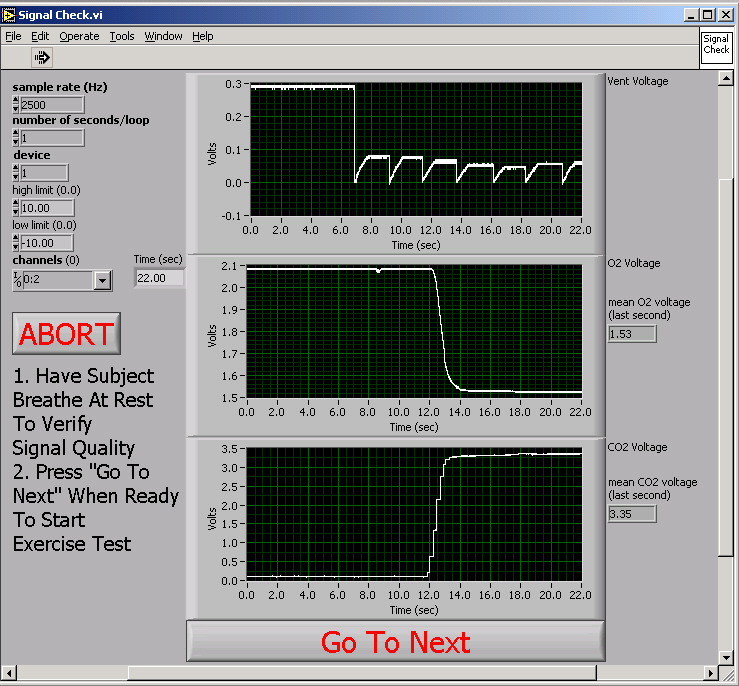 Signal Check.vi
File Edit Operate Tools Window Help
Signal
Check
sample rate (Hz)
2500
number of seconds/loop
1
device
1
high limit (0.0)
10.00
low limit (0.0)
-10.00
channels (0)
0:2
Time (sec)
22.00
ABORT
1. Have Subject
Breathe At Rest
To Verify
Signal Quality
2. Press "Go To
Next" When Ready
To Start
Exercise Test
Vent Voltage
Volts
0.3
0.2
0.1
0.0
-0.1
0.0 2.0 4.0 6.0 8.0 10.0 12.0 14.0 16.0 18.0 20.0 22.0
Time (sec)
O2 Voltage
mean O2 voltage
(last second)
1.53
Volts
2.1
2.0
1.9
1.8
1.7
1.6
1.5
0.0 2.0 4.0 6.0 8.0 10.0 12.0 14.0 16.0 18.0 20.0 22.0
Time (sec)
CO2 Voltage
mean CO2 voltage
(last second)
3.35
Volts
3.5
3.0
2.5
2.0
1.5
1.0
0.5
0.0
0.0 2.0 4.0 6.0 8.0 10.0 12.0 14.0 16.0 18.0 20.0 22.0
Time (sec)
Go To Next